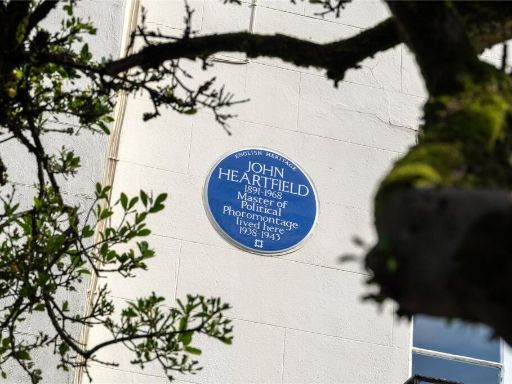 ENGLISH HERITAGE
JOHN
HEARTFIELD
1891-1968
Master of
Political
Photomontage
lived here
1938-1943